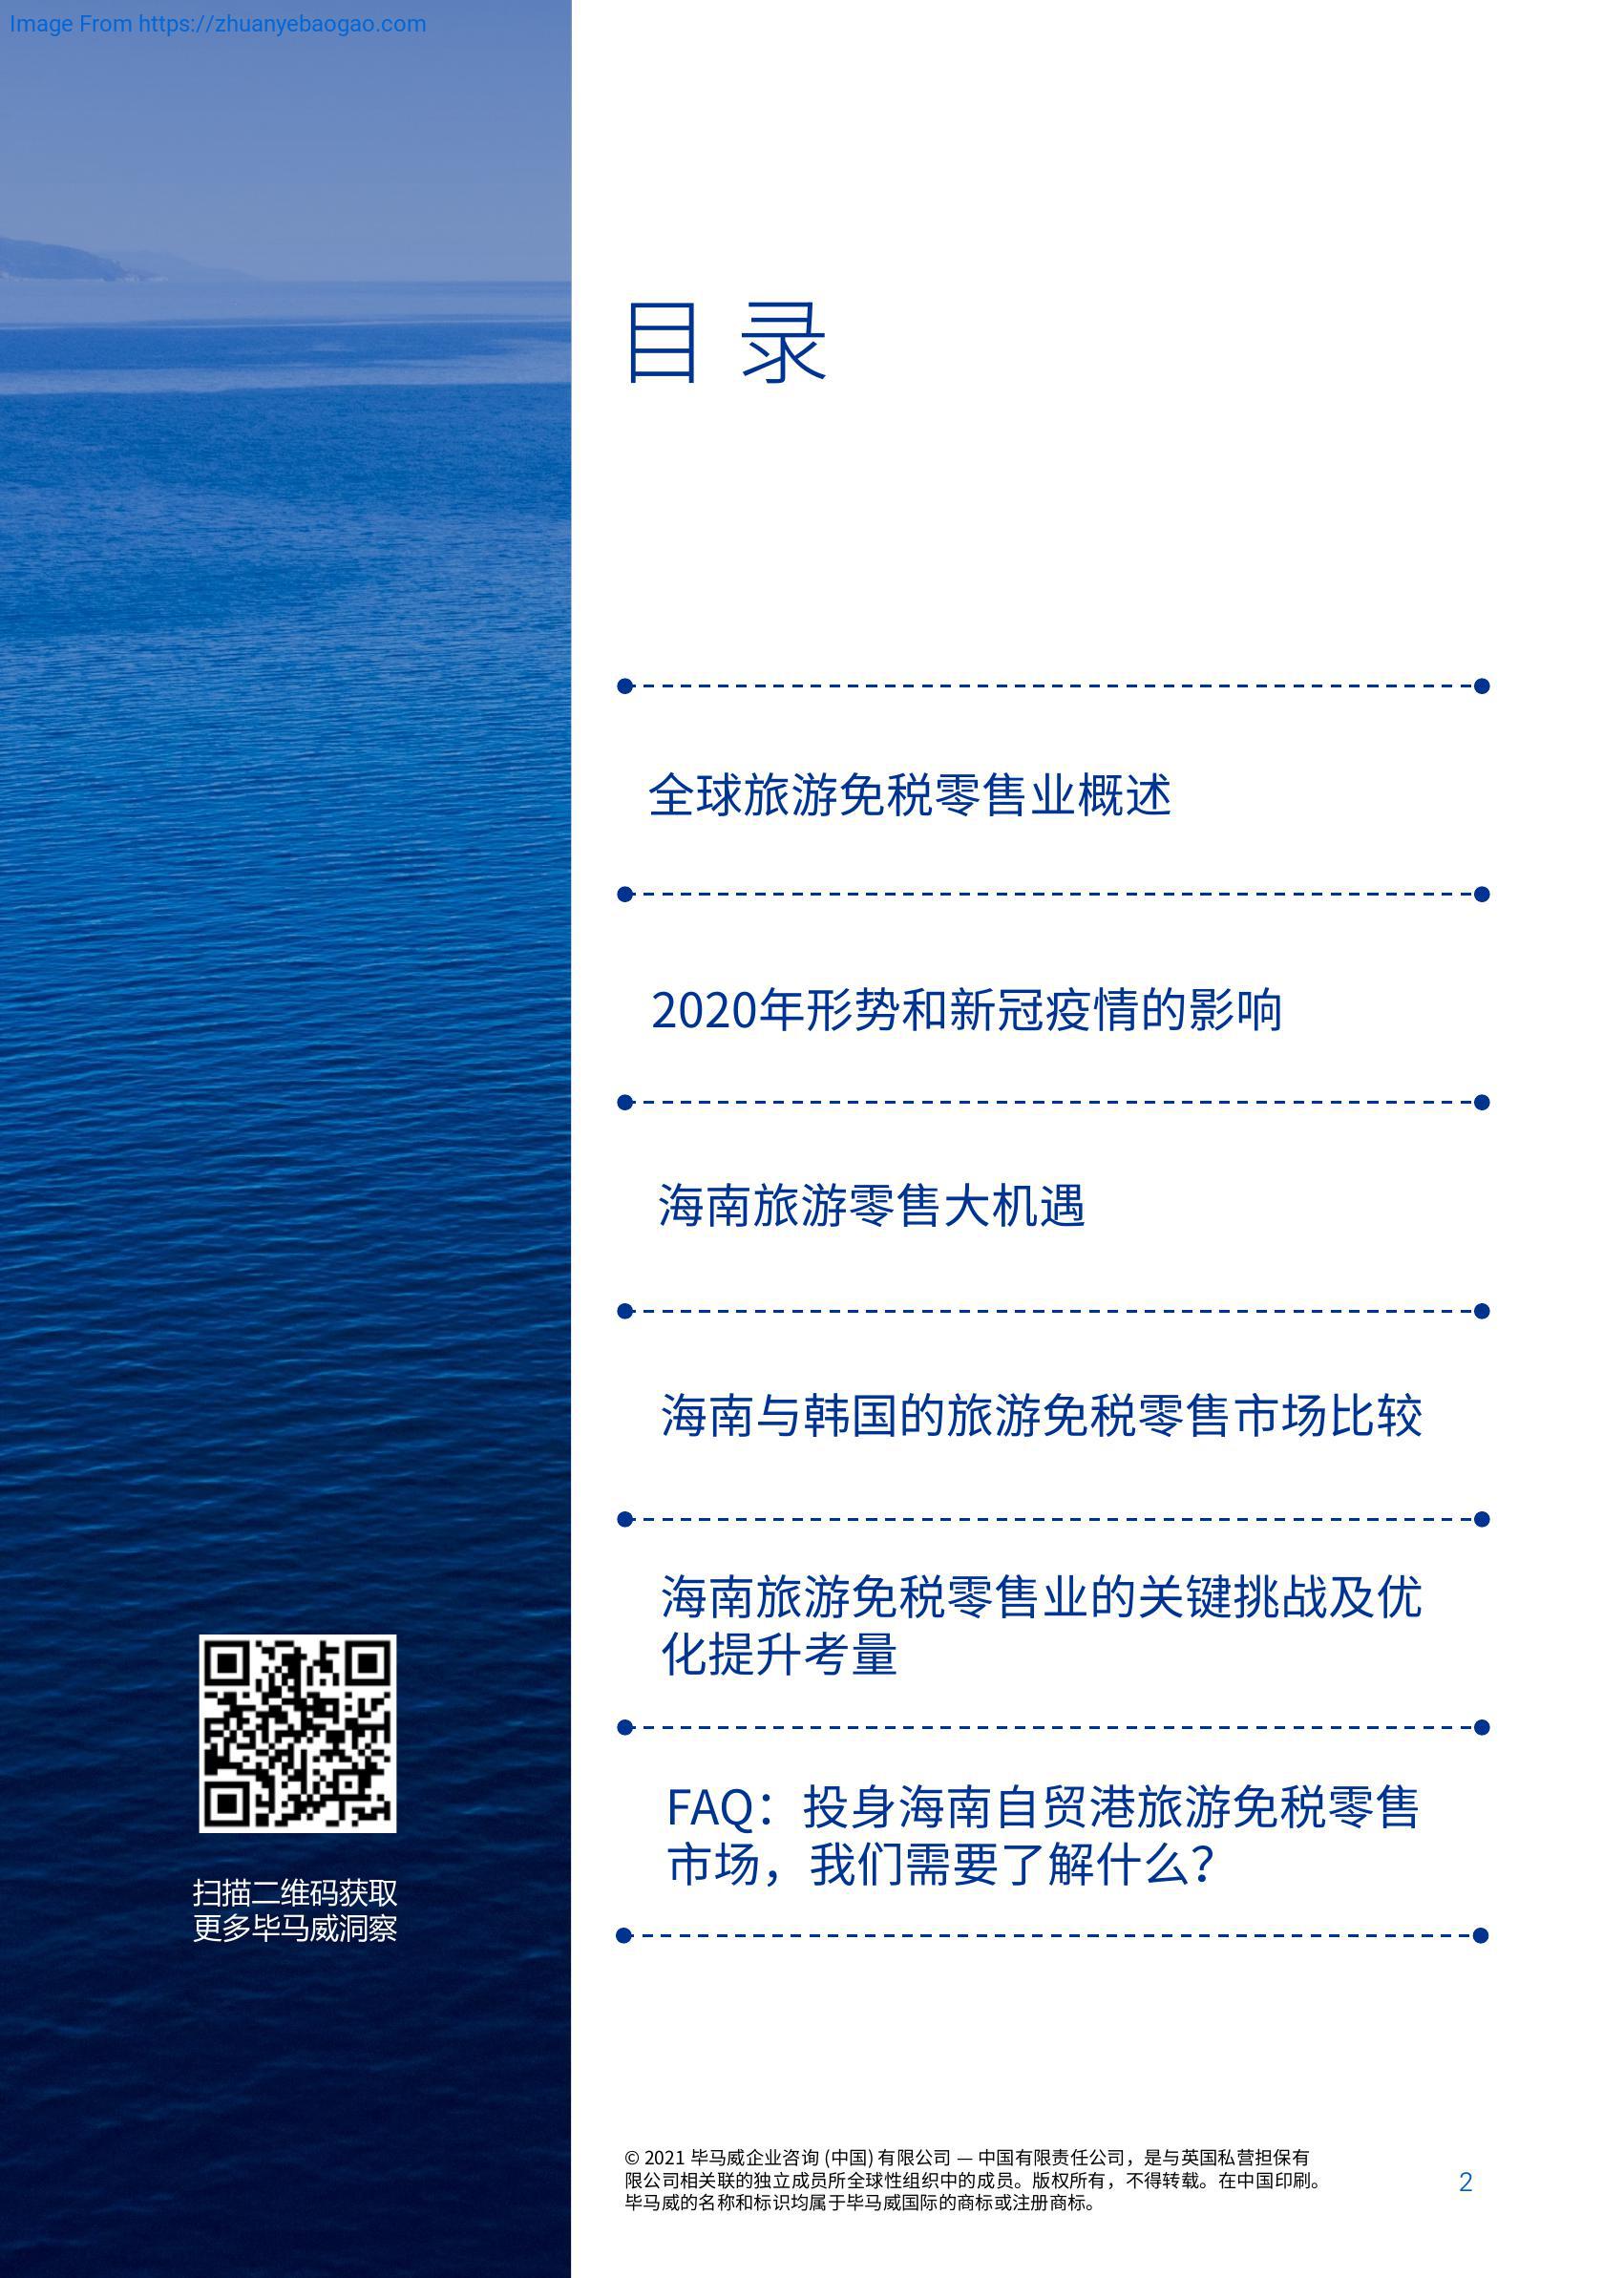 Image From https://zhuanyebaogao.com
目录
全球旅游免税零售业概述
2020年形势和新冠疫情的影响
海南旅游零售大机遇
海南与韩国的旅游免税零售市场比较
海南旅游免税零售业的关键挑战及优
化提升考量
FAQ：投身海南自贸港旅游免税零售
市场，我们需要了解什么？
扫描二维码获取
更多毕马威洞察
© 2021 毕马威企业咨询 (中国) 有限公司 — 中国有限责任公司，是与英国私营担保有
限公司相关联的独立成员所全球性组织中的成员。版权所有，不得转载。在中国印刷。
毕马威的名称和标识均属于毕马威国际的商标或注册商标。
2